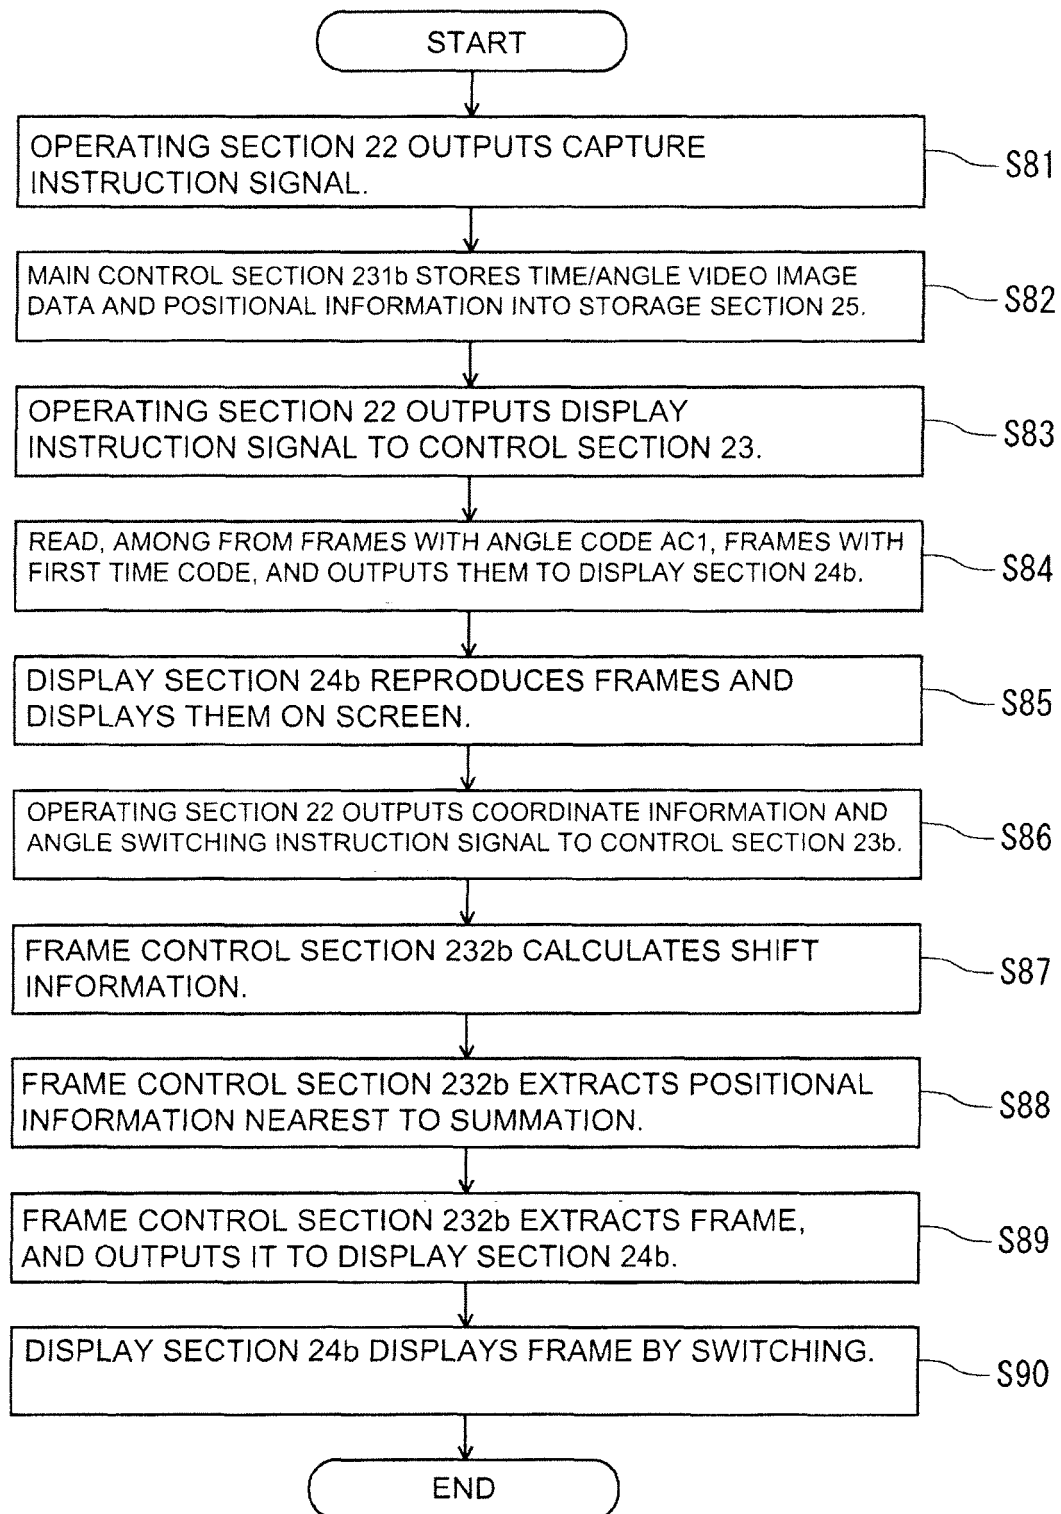 START
OPERATING SECTION 22 OUTPUTS CAPTURE
INSTRUCTION SIGNAL.
S81
MAIN CONTROL SECTION 231b STORES TIME/ANGLE VIDEO IMAGE
DATA AND POSITIONAL INFORMATION INTO STORAGE SECTION 25.
S82
OPERATING SECTION 22 OUTPUTS DISPLAY
INSTRUCTION SIGNAL TO CONTROL SECTION 23.
S83
READ, AMONG FROM FRAMES WITH ANGLE CODE AC1, FRAMES WITH
FIRST TIME CODE, AND OUTPUTS THEM TO DISPLAY SECTION 24b.
S84
DISPLAY SECTION 24b REPRODUCES FRAMES AND
DISPLAYS THEM ON SCREEN.
S85
OPERATING SECTION 22 OUTPUTS COORDINATE INFORMATION AND
ANGLE SWITCHING INSTRUCTION SIGNAL TO CONTROL SECTION 23b.
S86
FRAME CONTROL SECTION 232b CALCULATES SHIFT
INFORMATION.
S87
FRAME CONTROL SECTION 232b EXTRACTS POSITIONAL
INFORMATION NEAREST TO SUMMATION.
S88
FRAME CONTROL SECTION 232b EXTRACTS FRAME,
AND OUTPUTS IT TO DISPLAY SECTION 24b.
S89
DISPLAY SECTION 24b DISPLAYS FRAME BY SWITCHING.
S90
END